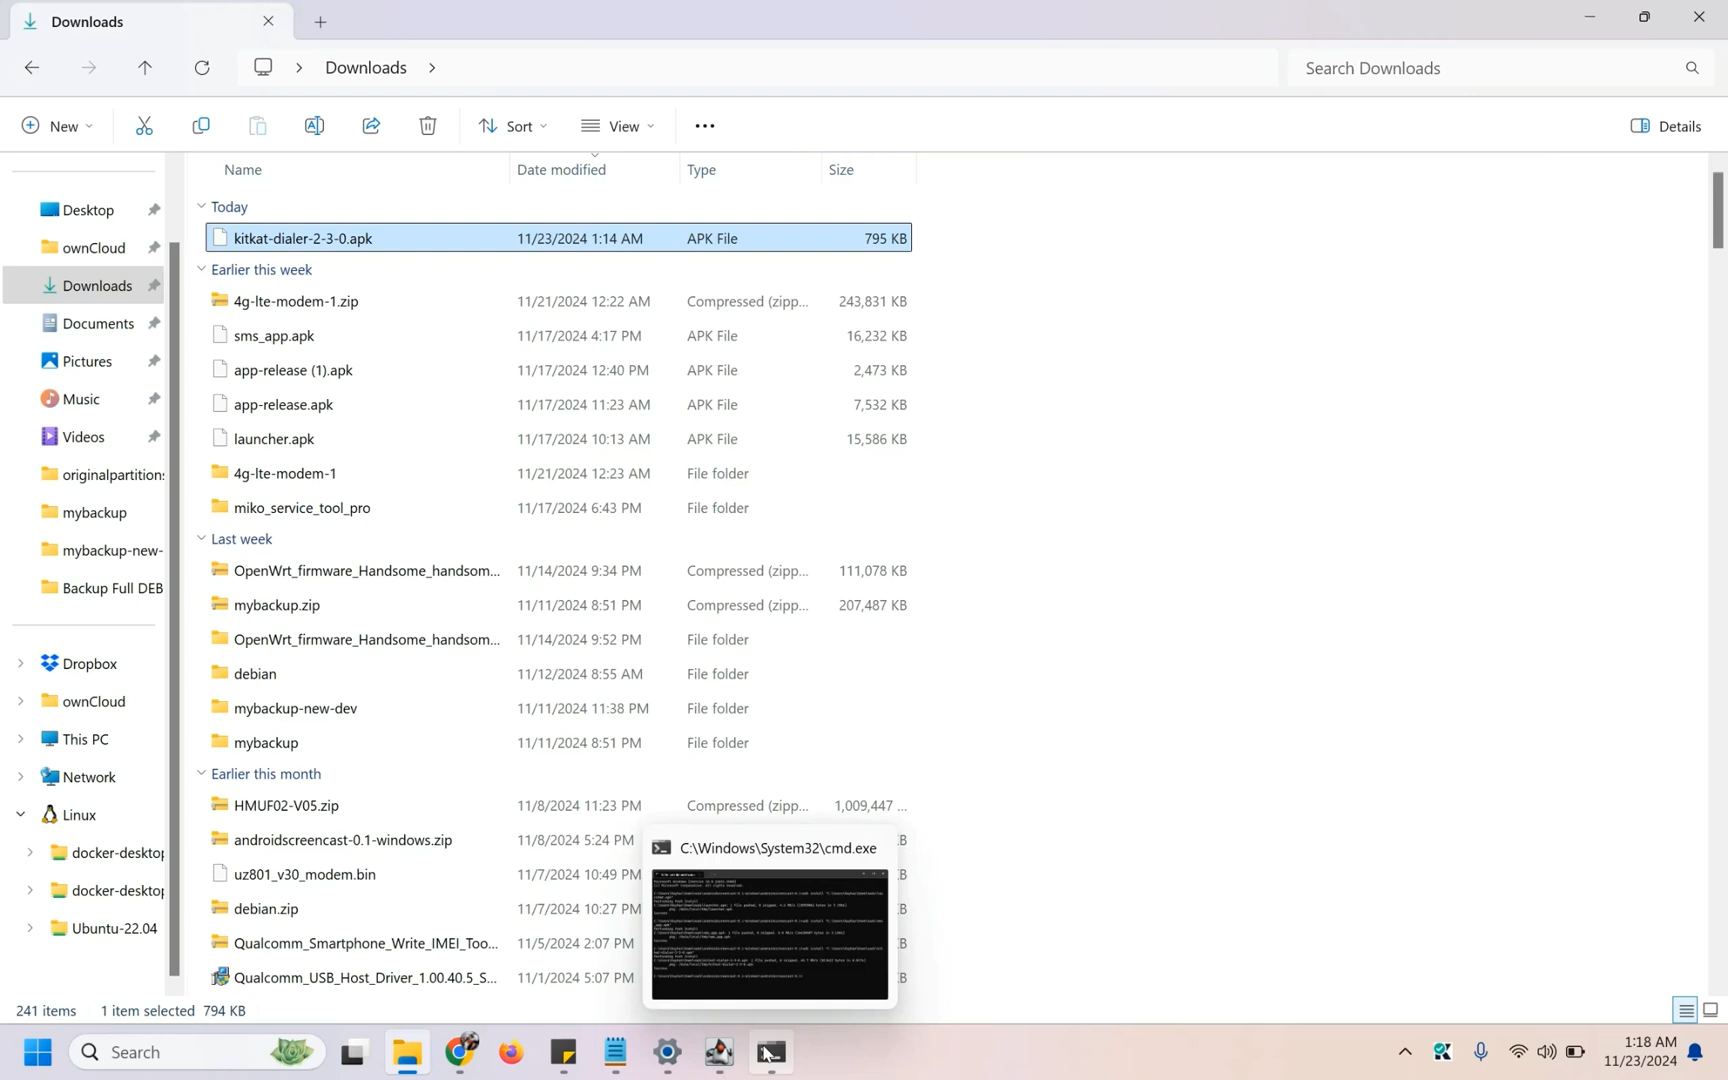 Downloads
Downloads
Search Downloads
New
Sort
View
Details
Name Date modified Type Size
Today
kitkat-dialer-2-3-0.apk 11/23/2024 1:14 AM APK File 795 KB
Earlier this week
4g-lte-modem-1.zip 11/21/2024 12:22 AM Compressed (zipp... 243,831 KB
sms_app.apk 11/17/2024 4:17 PM APK File 16,232 KB
app-release (1).apk 11/17/2024 12:40 PM APK File 2,473 KB
app-release.apk 11/17/2024 11:23 AM APK File 7,532 KB
launcher.apk 11/17/2024 10:13 AM APK File 15,586 KB
4g-lte-modem-1 11/21/2024 12:23 AM File folder
miko_service_tool_pro 11/17/2024 6:43 PM File folder
Last week
OpenWrt_firmware_Handsome_handsom... 11/14/2024 9:34 PM Compressed (zipp... 111,078 KB
mybackup.zip 11/11/2024 8:51 PM Compressed (zipp... 207,487 KB
OpenWrt_firmware_Handsome_handsom... 11/14/2024 9:52 PM File folder
debian 11/12/2024 8:55 AM File folder
mybackup-new-dev 11/11/2024 11:38 PM File folder
mybackup 11/11/2024 8:51 PM File folder
Earlier this month
HMUF02-V05.zip 11/8/2024 11:23 PM Compressed (zipp... 1,009,447 ...
androidscreencast-0.1-windows.zip 11/8/2024 5:24 PM
uz801_v30_modem.bin 11/7/2024 10:49 PM
debian.zip 11/7/2024 10:27 PM
Qualcomm_Smartphone_Write_IMEI_Too... 11/5/2024 2:07 PM
Qualcomm_USB_Host_Driver_1.00.40.5_S... 11/1/2024 5:07 PM
Desktop
ownCloud
Downloads
Documents
Pictures
Music
Videos
originalpartitions
mybackup
mybackup-new-
Backup Full DEB
Dropbox
ownCloud
This PC
Network
Linux
docker-desktop
docker-desktop
Ubuntu-22.04
C:\Windows\System32\cmd.exe
241 items 1 item selected 794 KB
Search
1:18 AM
11/23/2024